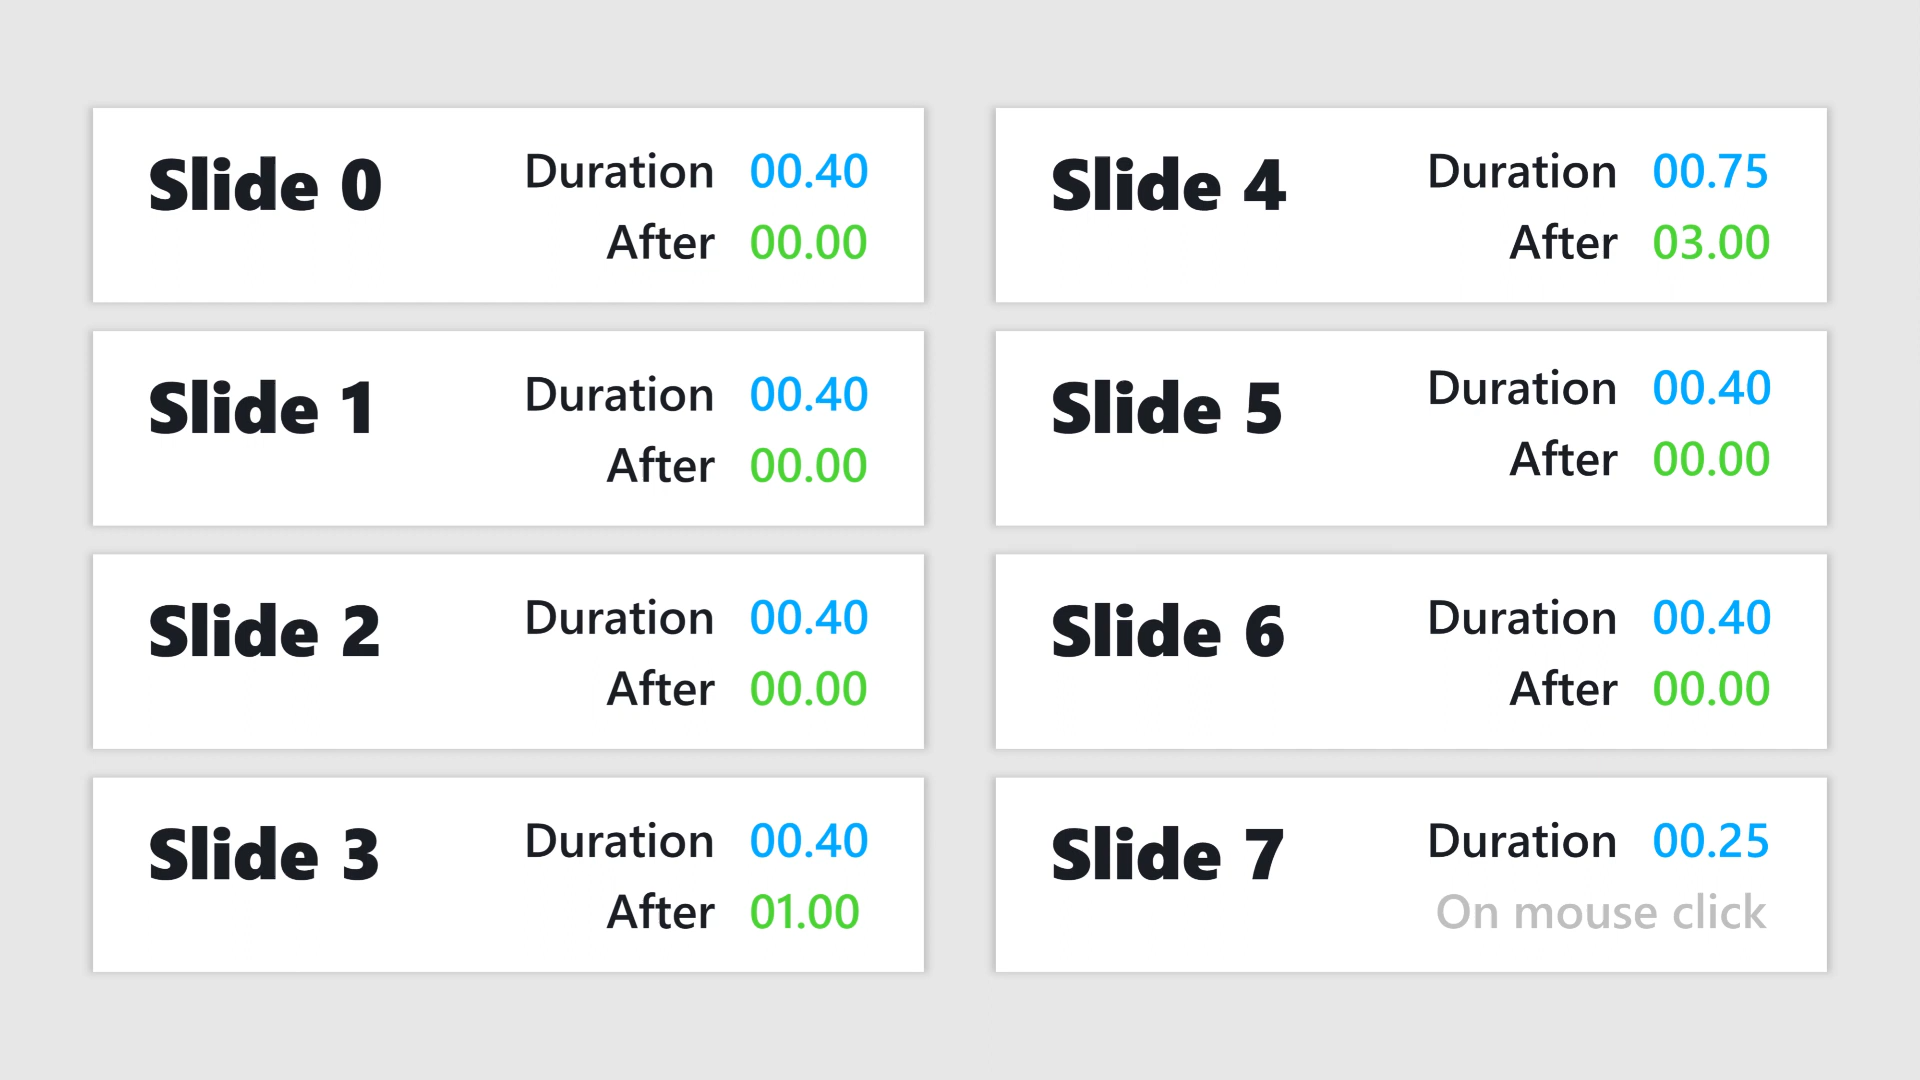 Slide 0
Duration 00.40
After 00.00
Slide 1
Duration 00.40
After 00.00
Slide 2
Duration 00.40
After 00.00
Slide 3
Duration 00.40
After 01.00
Slide 4
Duration 00.75
After 03.00
Slide 5
Duration 00.40
After 00.00
Slide 6
Duration 00.40
After 00.00
Slide 7
Duration 00.25
On mouse click